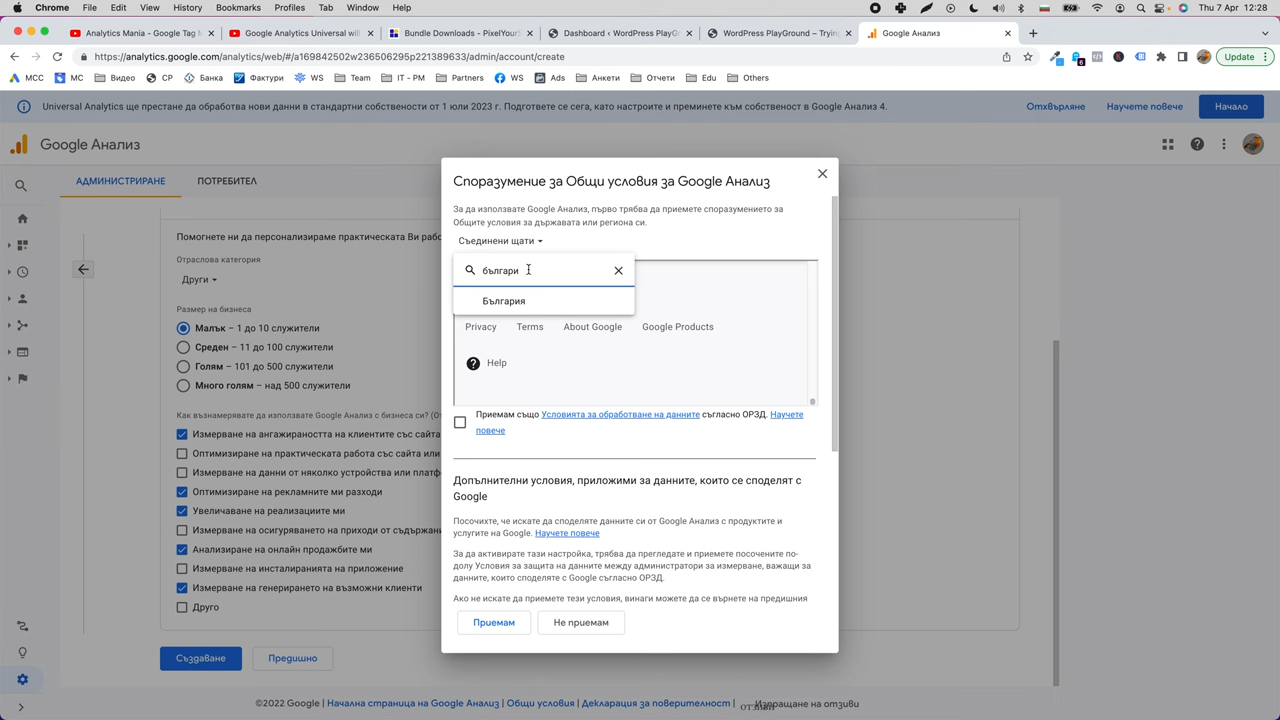 Chrome File Edit View History Bookmarks Profiles Tab Window Help Thu 7 Apr 12:28
Analytics Mania - Google Tag M Google Analytics Universal will Bundle Downloads - PixelYourS Dashboard ‹ WordPress PlayGr WordPress PlayGround – Trying Google Analytics
https://analytics.google.com/analytics/web/#/a169842502w236506295p233812677/admin/account/create Update
МСС МС Видео СР Банка Фактури WS Team IT - PM Partners WS Ads Анкети Отчети Edu Others
Universal Analytics ще престане да обработва нови данни в стандартни собствености от 1 юли 2023 г. Подгответе се сега, като настроите и преминете към собственост в Google Анализ 4. Отхвърляне Научете повече Начало
Google Анализ
АДМИНИСТРИРАНЕ ПОТРЕБИТЕЛ
Помогнете ни да персонализираме практическата Ви рабо
Отраслова категория
Други
Размер на бизнеса
Малък – 1 до 10 служители
Среден – 11 до 100 служители
Голям – 101 до 500 служители
Много голям – над 500 служители
Как възнамерявате да използвате Google Анализ с бизнеса си? (От
Измерване на ангажираността на клиентите със сайта
Оптимизиране на практическата работа със сайта ил
Измерване на данни от няколко устройства или платф
Оптимизиране на рекламните ми разходи
Увеличаване на реализациите ми
Измерване на осигуряването на приходи от съдържани
Анализиране на онлайн продажбите ми
Измерване на инсталиранията на приложение
Измерване на генерирането на възможни клиенти
Друго
Създаване Предишно
Споразумение за Общи условия за Google Анализ
За да използвате Google Анализ, първо трябва да приемете споразумението за
Общите условия за държавата или региона си.
Съединени щати
българи
България
Privacy Terms About Google Google Products
Help
Приемам също Условията за обработване на данните съгласно ОРЗД. Научете
повече
Допълнителни условия, приложими за данните, които се споделят с
Google
Посочихте, че искате да споделяте данните си от Google Анализ с продуктите и
услугите на Google. Научете повече
За да активирате тази настройка, трябва да прегледате и приемете посочените по-
долу Условия за защита на данните между администратори за измерване, важащи за
данните, които споделяте с Google съгласно ОРЗД.
Ако не искате да приемете тези условия, винаги можете да се върнете на предишния
Приемам Не приемам
©2022 Google | Начална страница на Google Анализ | Общи условия | Декларация за поверителност | Изпращане на отзиви